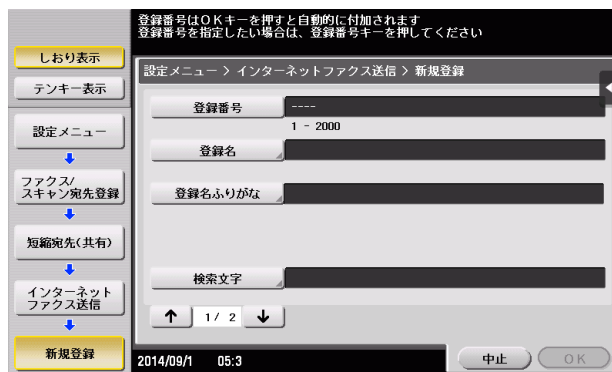 登録番号はOKキーを押すと自動的に付加されます
登録番号を指定したい場合は、登録番号キーを押してください
しおり表示
テンキー表示
設定メニュー
ファクス/
スキャン宛先登録
短縮宛先(共有)
インターネット
ファクス送信
新規登録
設定メニュー > インターネットファクス送信 > 新規登録
登録番号
----
1 - 2000
登録名
登録名ふりがな
検索文字
↑ 1/ 2 ↓
2014/09/1 05:3
中止
OK